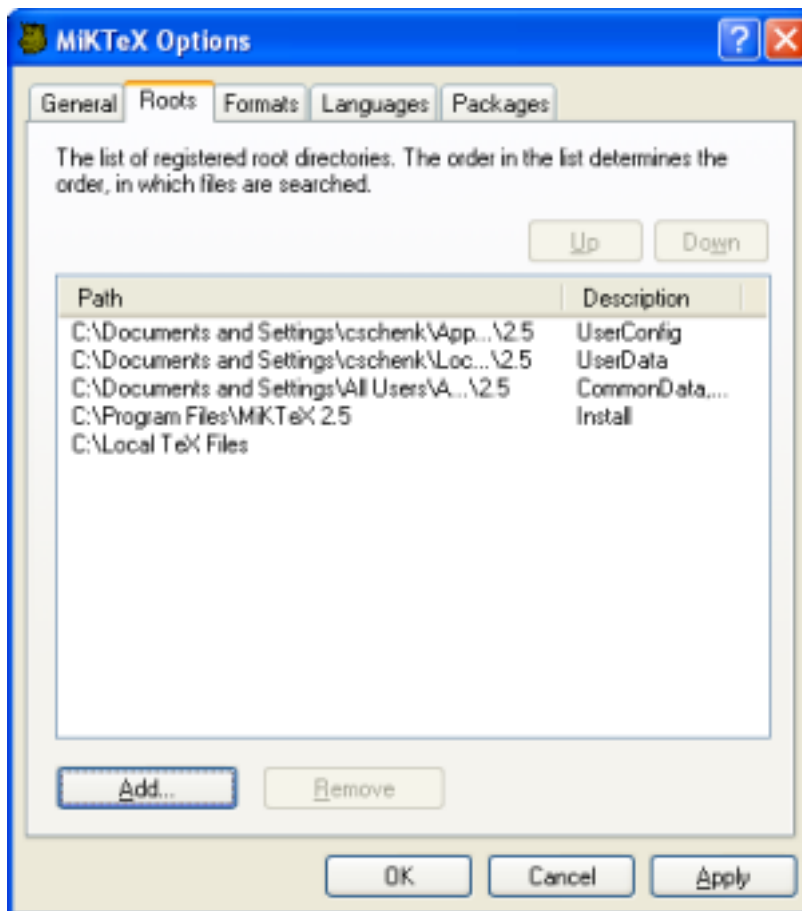 MiKTeX Options
General Roots Formats Languages Packages
The list of registered root directories. The order in the list determines the
order, in which files are searched.
Up Down
Path Description
C:\Documents and Settings\cschenk\App...\2.5 UserConfig
C:\Documents and Settings\cschenk\Loc...\2.5 UserData
C:\Documents and Settings\All Users\A...\2.5 CommonData,...
C:\Program Files\MiKTeX 2.5 Install
C:\Local TeX Files
Add... Remove
OK Cancel Apply